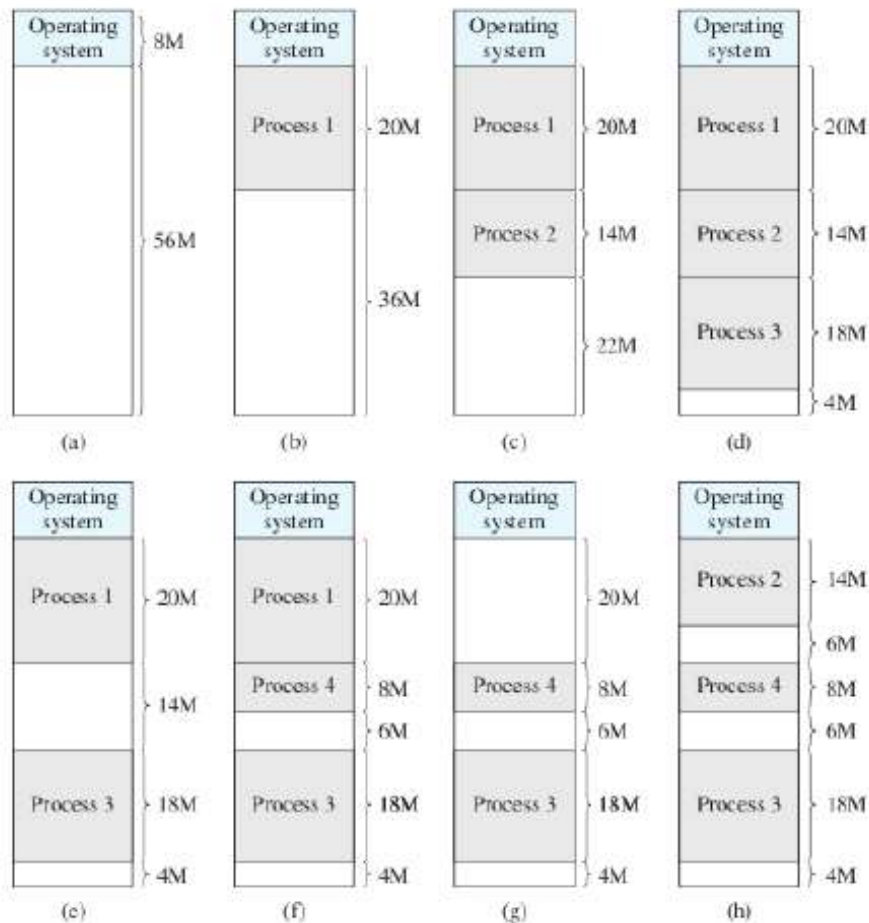 Operating
system
8M
56M
(a)
Operating
system
Process 1
20M
36M
(b)
Operating
system
Process 1
20M
Process 2
14M
22M
(c)
Operating
system
Process 1
20M
Process 2
14M
Process 3
18M
4M
(d)
Operating
system
Process 1
20M
14M
Process 3
18M
4M
(e)
Operating
system
Process 1
20M
Process 4
8M
6M
Process 3
18M
4M
(f)
Operating
system
20M
Process 4
8M
6M
Process 3
18M
4M
(g)
Operating
system
Process 2
14M
6M
Process 4
8M
6M
Process 3
18M
4M
(h)